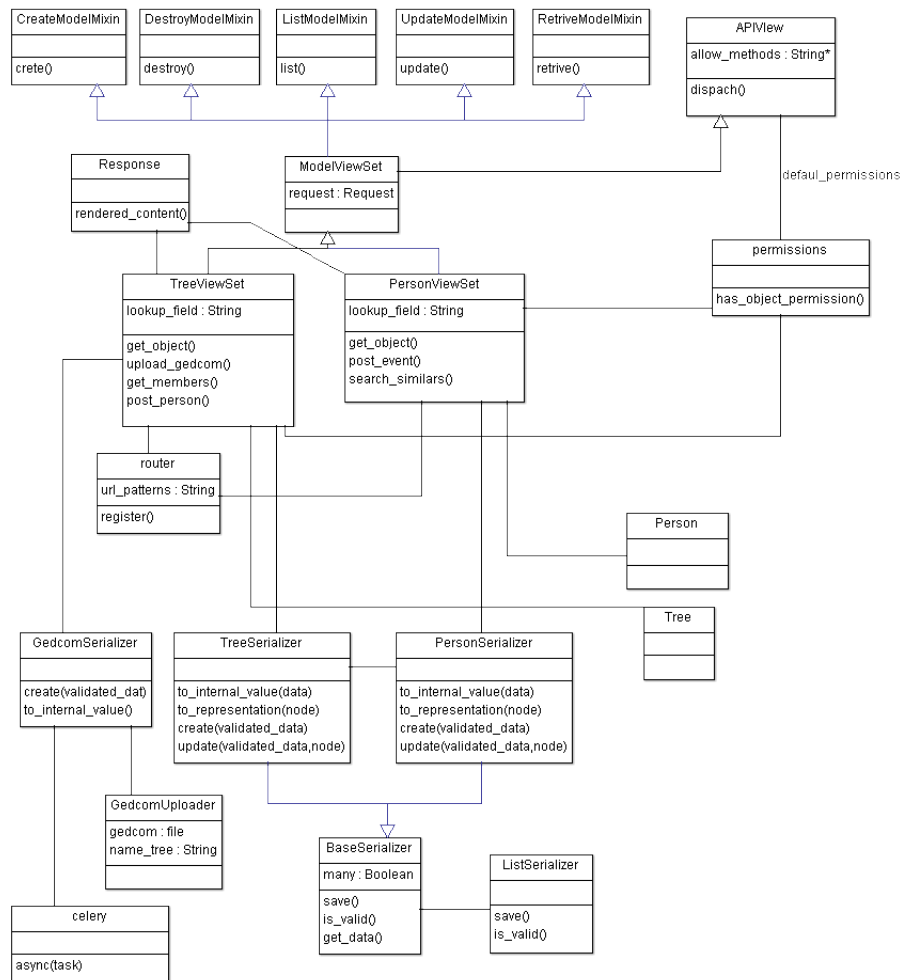 CreateModelMixin
crete()
DestroyModelMixin
destroy()
ListModelMixin
list()
UpdateModelMixin
update()
RetriveModelMixin
retrive()
APIVIew
allow_methods : String*
dispach()
defaul_permissions
Response
rendered_content()
ModelViewSet
request : Request
permissions
has_object_permission()
TreeViewSet
lookup_field : String
get_object()
upload_gedcom()
get_members()
post_person()
PersonViewSet
lookup_field : String
get_object()
post_event()
search_similars()
router
url_patterns : String
register()
Person
Tree
GedcomSerializer
create(validated_dat)
to_internal_value()
TreeSerializer
to_internal_value(data)
to_representation(node)
create(validated_data)
update(validated_data,node)
PersonSerializer
to_internal_value(data)
to_representation(node)
create(validated_data)
update(validated_data,node)
GedcomUploader
gedcom : file
name_tree : String
BaseSerializer
many : Boolean
save()
is_valid()
get_data()
ListSerializer
save()
is_valid()
celery
async(task)